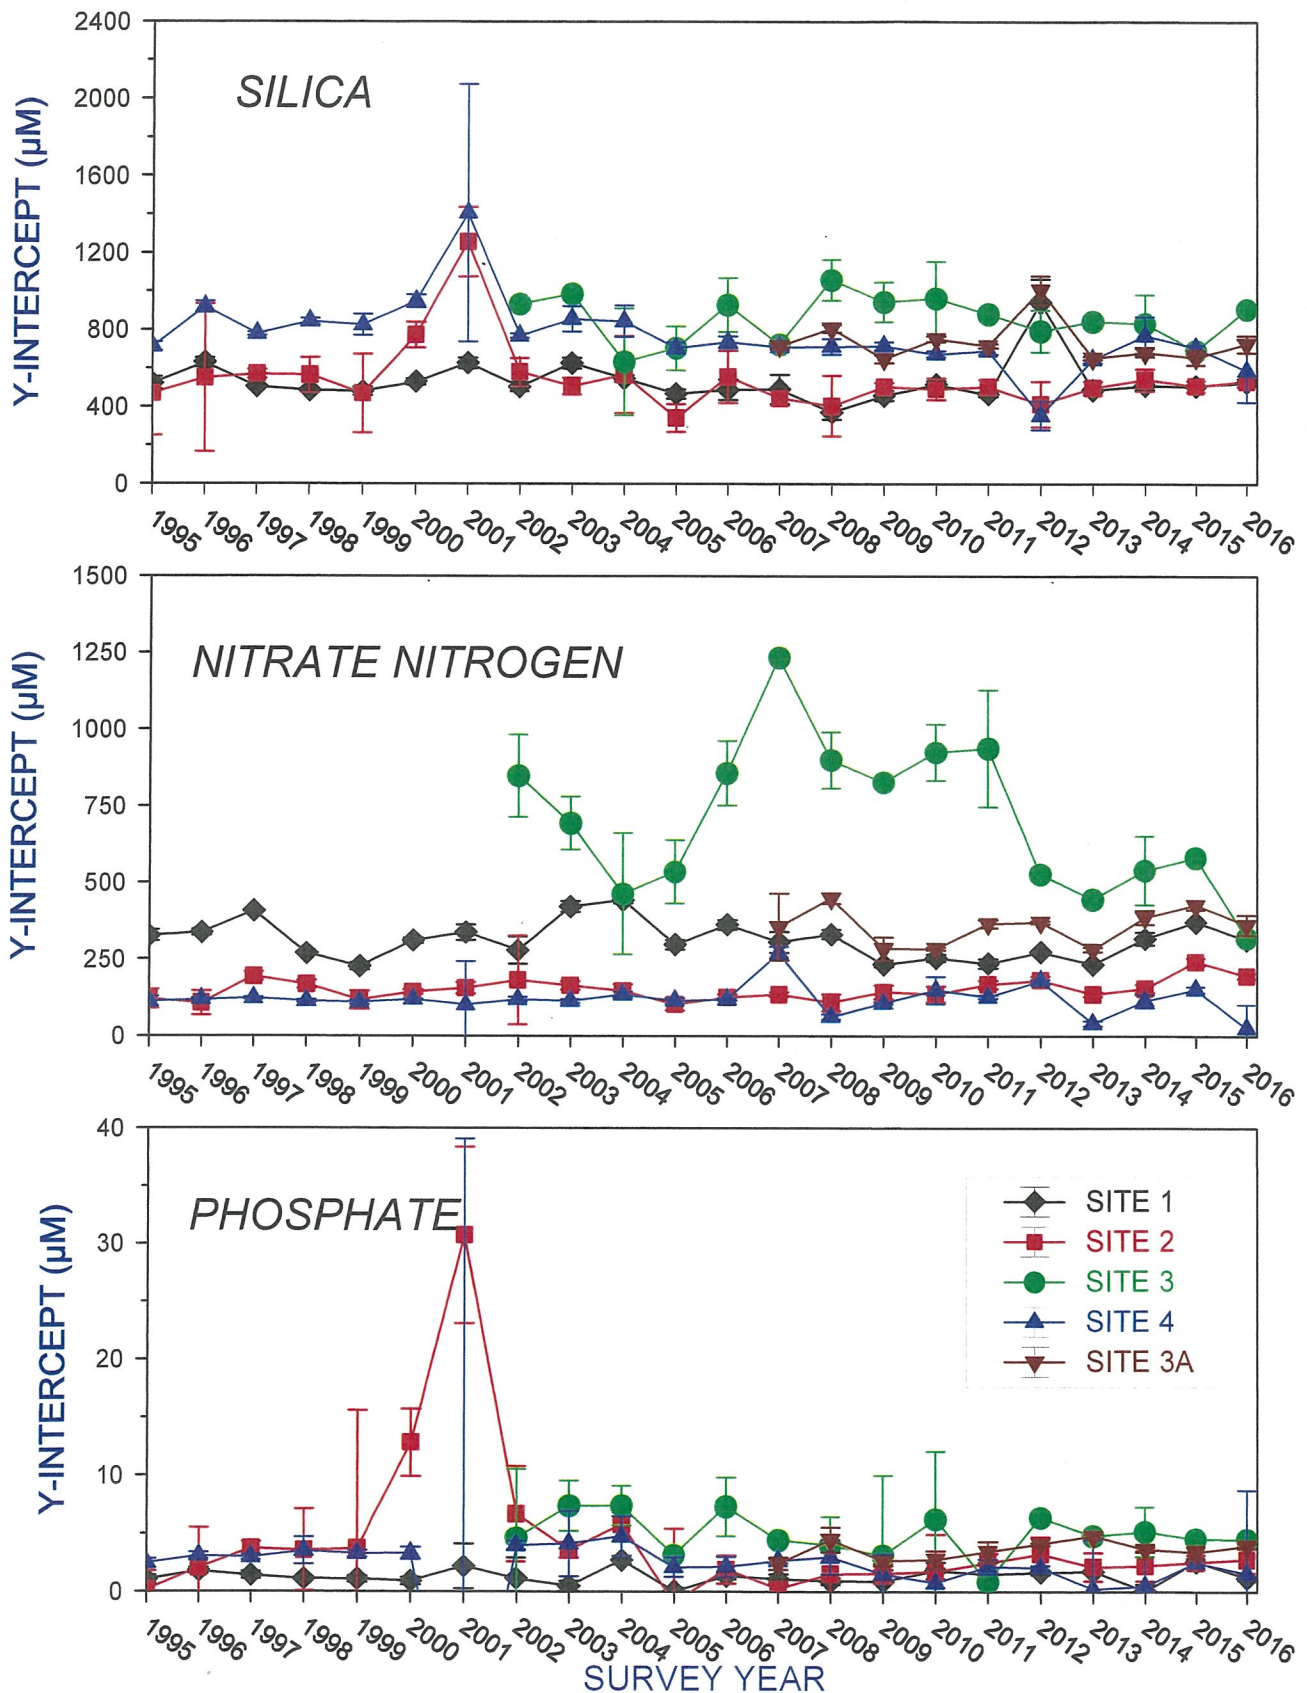 SILICA
Y-INTERCEPT (µM)
2400
2000
1600
1200
800
400
0
1995 1996 1997 1998 1999 2000 2001 2002 2003 2004 2005 2006 2007 2008 2009 2010 2011 2012 2013 2014 2015 2016
NITRATE NITROGEN
Y-INTERCEPT (µM)
1500
1250
1000
750
500
250
0
1995 1996 1997 1998 1999 2000 2001 2002 2003 2004 2005 2006 2007 2008 2009 2010 2011 2012 2013 2014 2015 2016
PHOSPHATE
Y-INTERCEPT (µM)
40
30
20
10
0
SITE 1
SITE 2
SITE 3
SITE 4
SITE 3A
1995 1996 1997 1998 1999 2000 2001 2002 2003 2004 2005 2006 2007 2008 2009 2010 2011 2012 2013 2014 2015 2016
SURVEY YEAR